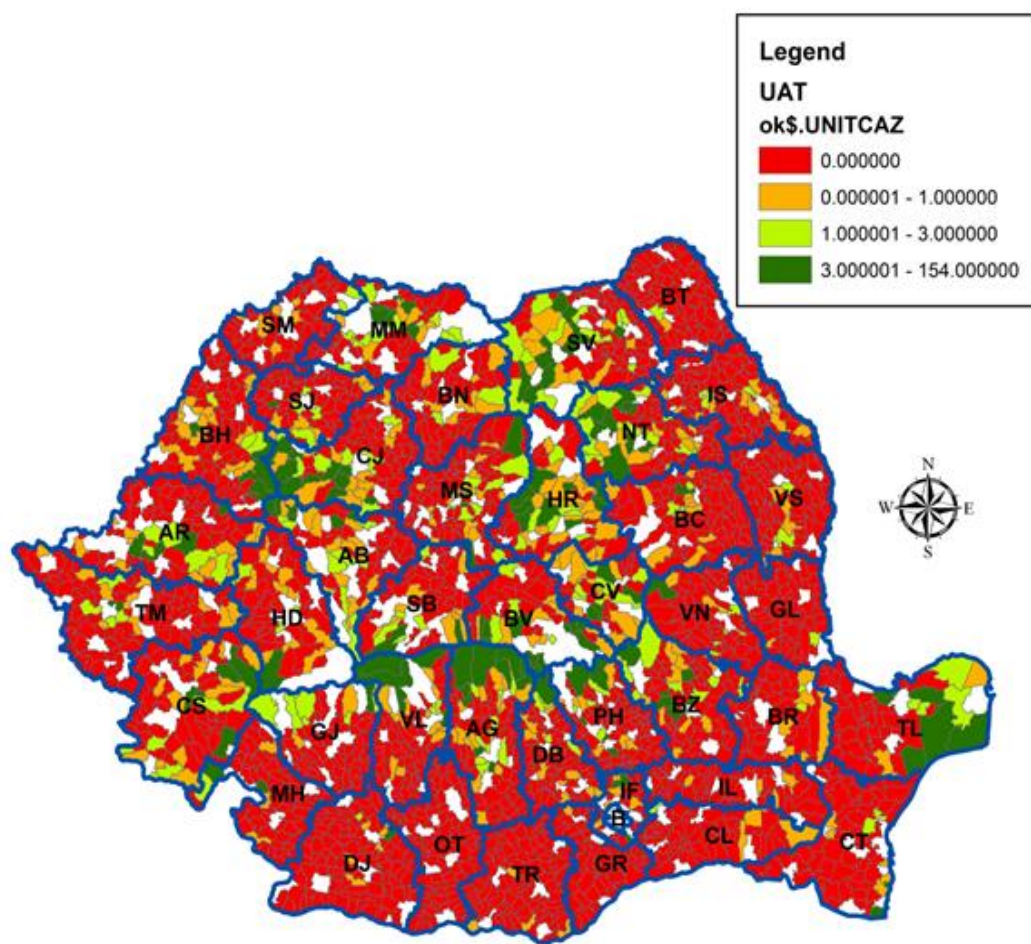 Legend
UAT
ok$.UNITCAZ
0.000000
0.000001 - 1.000000
1.000001 - 3.000000
3.000001 - 154.000000
BT
SM
MM
SV
BN
IS
SJ
BH
NT
CJ
MS
HR
BC
VS
N
W
E
S
AR
AB
CV
SB
BV
TM
HD
VN
GL
CS
VL
AG
PH
BZ
BR
TL
GJ
DB
MH
IF
IL
B
CL
CT
OT
DJ
TR
GR